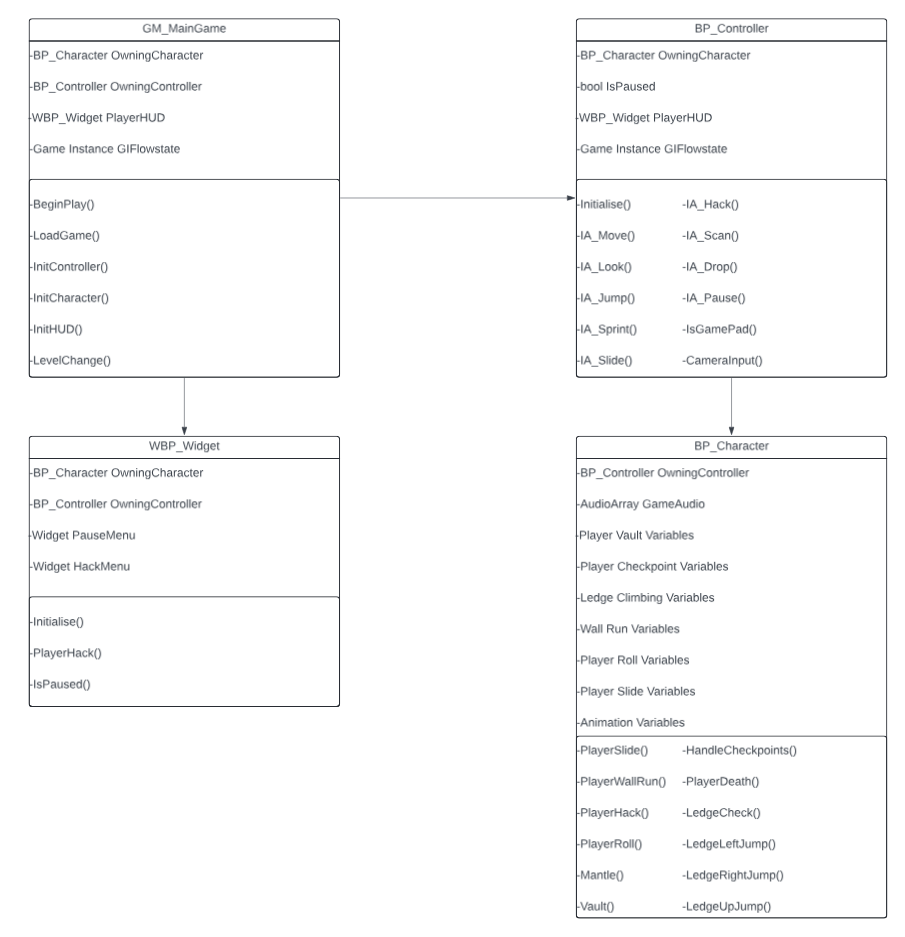 GM_MainGame
-BP_Character OwningCharacter
-BP_Controller OwningController
-WBP_Widget PlayerHUD
-Game Instance GIFlowstate
-BeginPlay()
-LoadGame()
-InitController()
-InitCharacter()
-InitHUD()
-LevelChange()
BP_Controller
-BP_Character OwningCharacter
-bool IsPaused
-WBP_Widget PlayerHUD
-Game Instance GIFlowstate
-Initialise() -IA_Hack()
-IA_Move() -IA_Scan()
-IA_Look() -IA_Drop()
-IA_Jump() -IA_Pause()
-IA_Sprint() -IsGamePad()
-IA_Slide() -CameraInput()
WBP_Widget
-BP_Character OwningCharacter
-BP_Controller OwningController
-Widget PauseMenu
-Widget HackMenu
-Initialise()
-PlayerHack()
-IsPaused()
BP_Character
-BP_Controller OwningController
-AudioArray GameAudio
-Player Vault Variables
-Player Checkpoint Variables
-Ledge Climbing Variables
-Wall Run Variables
-Player Roll Variables
-Player Slide Variables
-Animation Variables
-PlayerSlide() -HandleCheckpoints()
-PlayerWallRun() -PlayerDeath()
-PlayerHack() -LedgeCheck()
-PlayerRoll() -LedgeLeftJump()
-Mantle() -LedgeRightJump()
-Vault() -LedgeUpJump()